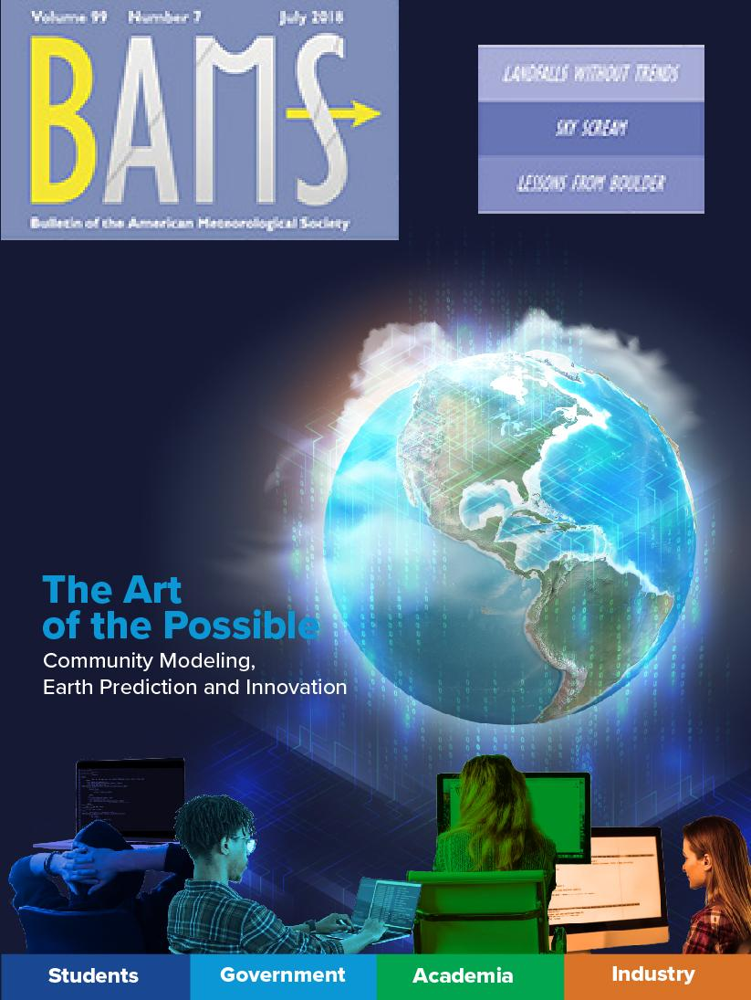 Volume 99 Number 7 July 2018
BAMS
Bulletin of the American Meteorological Society
LANDFALLS WITHOUT TRENDS
SKY SCREAM
LESSONS FROM BOULDER
The Art
of the Possible
Community Modeling,
Earth Prediction and Innovation
Students Government Academia Industry